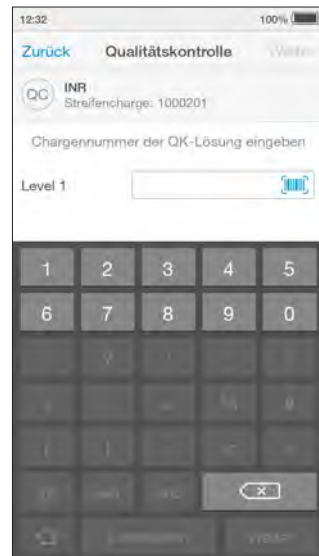 12:32 100%
Zurück Qualitätskontrolle Weiter
QC INR
Streifencharge: 1000201
Chargennummer der QK-Lösung eingeben
Level 1
1 2 3 4 5
6 7 8 9 0